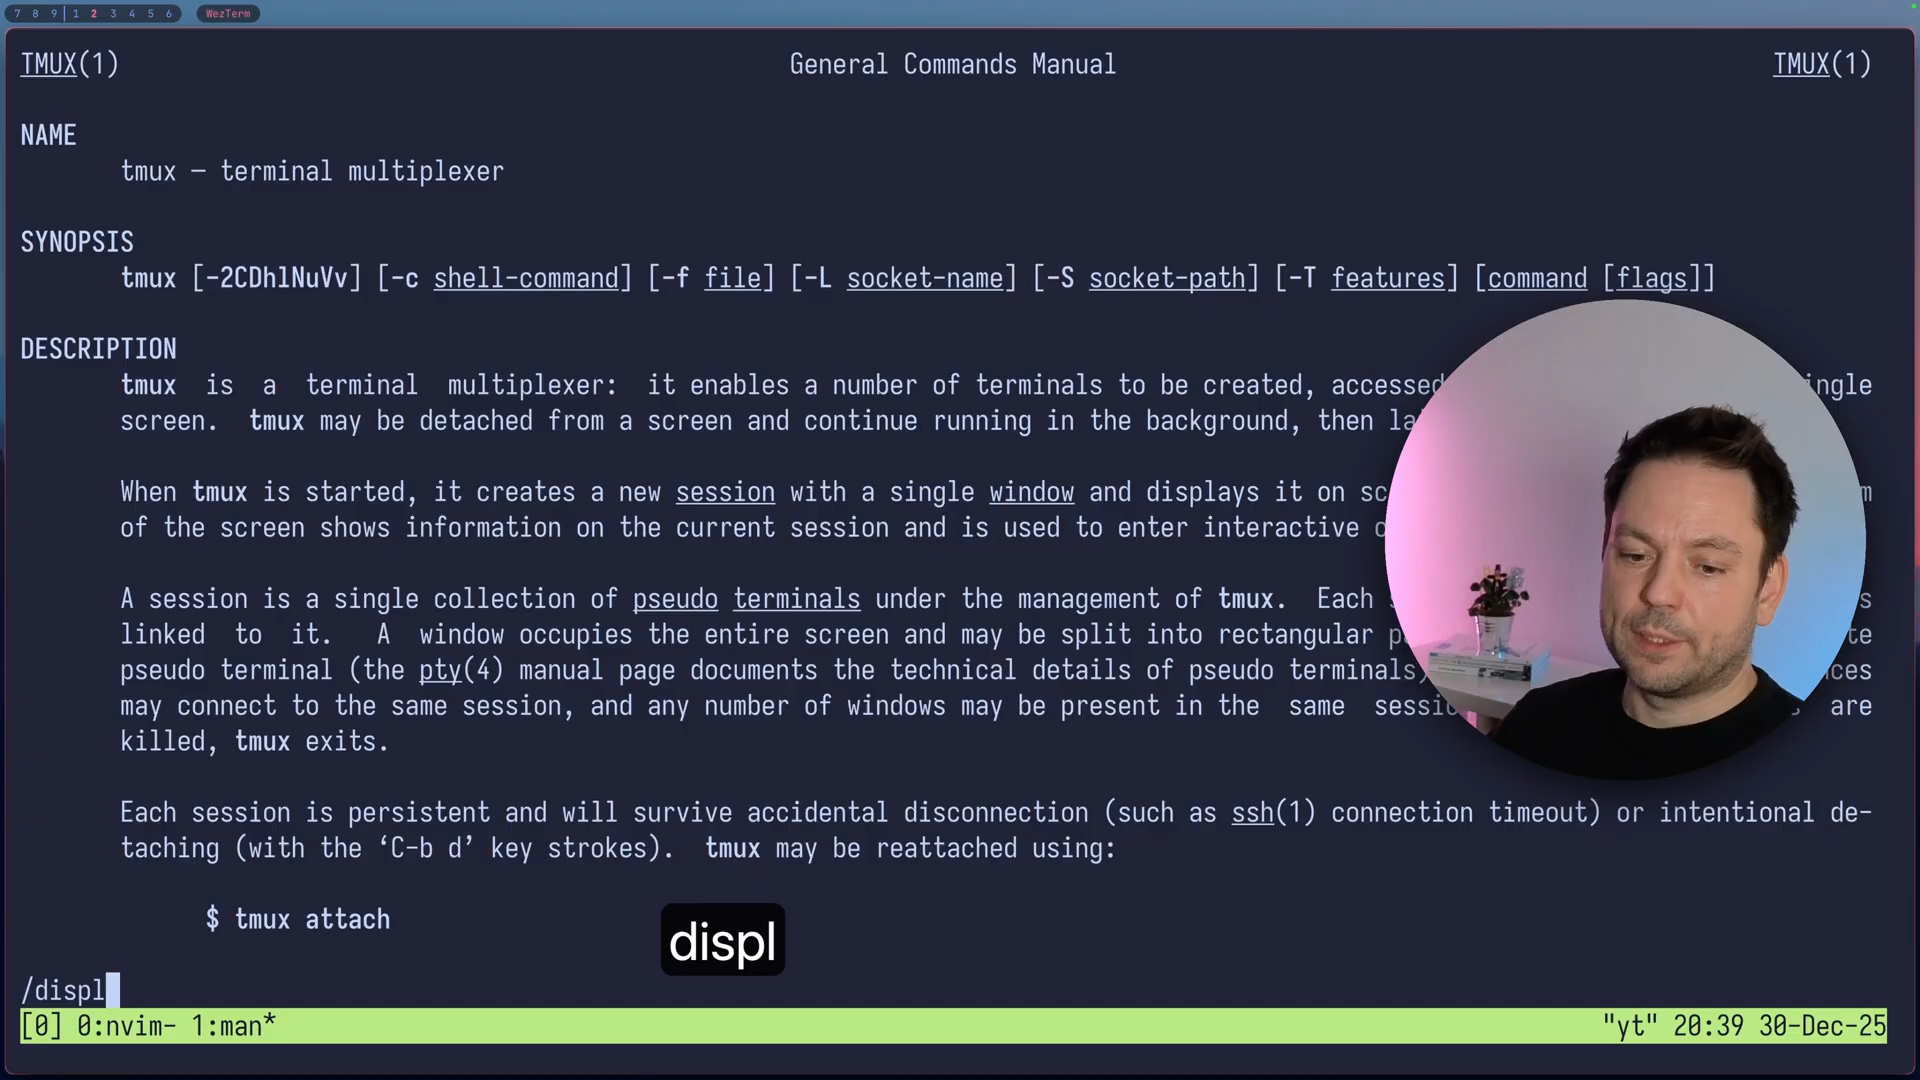 7 8 9 | 1 2 3 4 5 6 WezTerm
TMUX(1) General Commands Manual TMUX(1)
NAME
tmux — terminal multiplexer
SYNOPSIS
tmux [-2CDhlNuVv] [-c shell-command] [-f file] [-L socket-name] [-S socket-path] [-T features] [command [flags]]
DESCRIPTION
tmux is a terminal multiplexer: it enables a number of terminals to be created, accessed ingle
screen. tmux may be detached from a screen and continue running in the background, then la
When tmux is started, it creates a new session with a single window and displays it on sc m
of the screen shows information on the current session and is used to enter interactive c
A session is a single collection of pseudo terminals under the management of tmux. Each s s
linked to it. A window occupies the entire screen and may be split into rectangular p te
pseudo terminal (the pty(4) manual page documents the technical details of pseudo terminals) nces
may connect to the same session, and any number of windows may be present in the same sessio are
killed, tmux exits.
Each session is persistent and will survive accidental disconnection (such as ssh(1) connection timeout) or intentional de-
taching (with the ‘C-b d’ key strokes). tmux may be reattached using:
$ tmux attach
displ
/displ
[0] 0:nvim- 1:man* "yt" 20:39 30-Dec-25